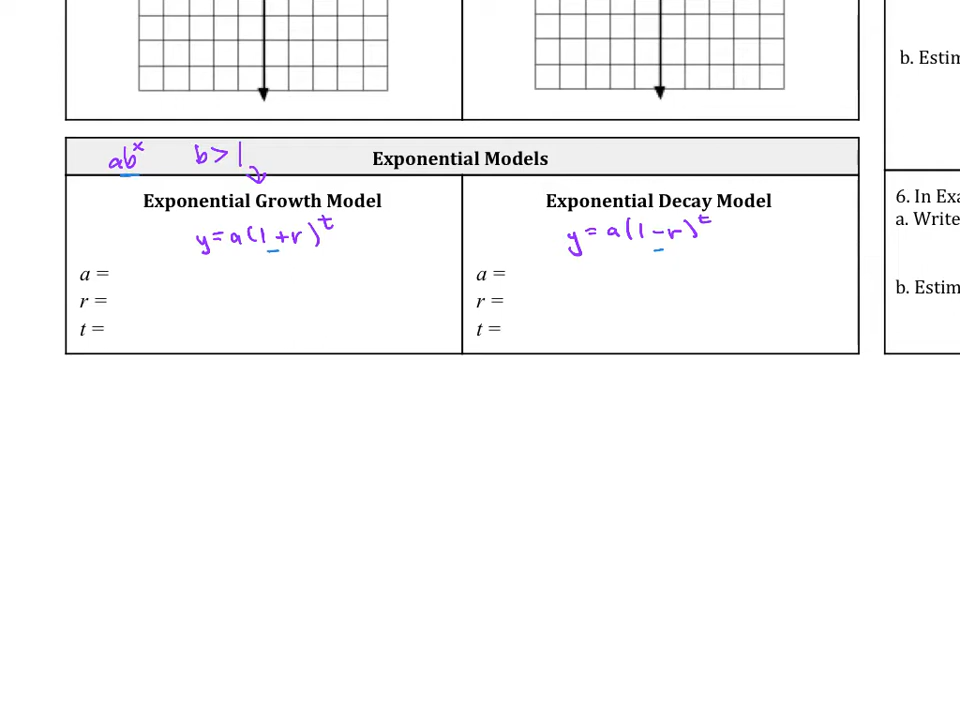 ab^x b > 1 Exponential Models
Exponential Growth Model
y = a(1 + r)^t
a =
r =
t =
Exponential Decay Model
y = a(1 - r)^t
a =
r =
t =
b. Estim
6. In Exa
a. Write
b. Estim